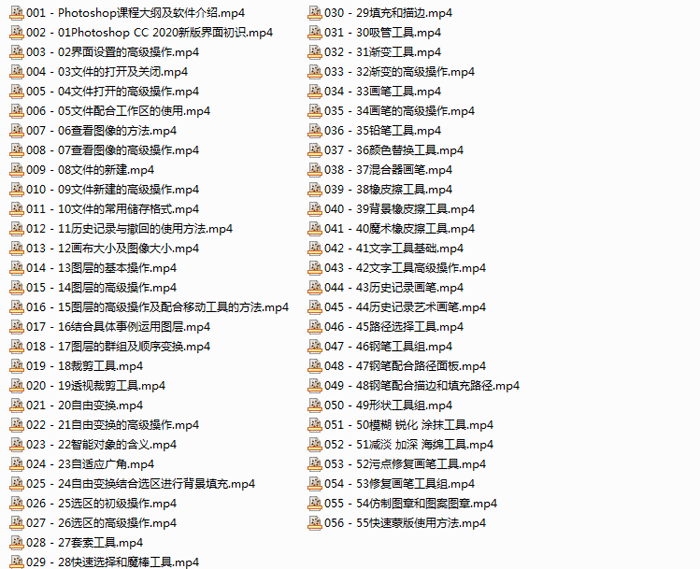 001 - Photoshop课程大纲及软件介绍.mp4
002 - 01Photoshop CC 2020新版界面初识.mp4
003 - 02界面设置的高级操作.mp4
004 - 03文件的打开及关闭.mp4
005 - 04文件打开的高级操作.mp4
006 - 05文件配合工作区的使用.mp4
007 - 06查看图像的方法.mp4
008 - 07查看图像的高级操作.mp4
009 - 08文件的新建.mp4
010 - 09文件新建的高级操作.mp4
011 - 10文件的常用储存格式.mp4
012 - 11历史记录与撤回的使用方法.mp4
013 - 12画布大小及图像大小.mp4
014 - 13图层的基本操作.mp4
015 - 14图层的高级操作.mp4
016 - 15图层的高级操作及配合移动工具的方法.mp4
017 - 16结合具体事例运用图层.mp4
018 - 17图层的群组及顺序变换.mp4
019 - 18裁剪工具.mp4
020 - 19透视裁剪工具.mp4
021 - 20自由变换.mp4
022 - 21自由变换的高级操作.mp4
023 - 22智能对象的含义.mp4
024 - 23自适应广角.mp4
025 - 24自由变换结合选区进行背景填充.mp4
026 - 25选区的初级操作.mp4
027 - 26选区的高级操作.mp4
028 - 27套索工具.mp4
029 - 28快速选择和魔棒工具.mp4
030 - 29填充和描边.mp4
031 - 30吸管工具.mp4
032 - 31渐变工具.mp4
033 - 32渐变的高级操作.mp4
034 - 33画笔工具.mp4
035 - 34画笔的高级操作.mp4
036 - 35铅笔工具.mp4
037 - 36颜色替换工具.mp4
038 - 37混合器画笔.mp4
039 - 38橡皮擦工具.mp4
040 - 39背景橡皮擦工具.mp4
041 - 40魔术橡皮擦工具.mp4
042 - 41文字工具基础.mp4
043 - 42文字工具高级操作.mp4
044 - 43历史记录画笔.mp4
045 - 44历史记录艺术画笔.mp4
046 - 45路径选择工具.mp4
047 - 46钢笔工具组.mp4
048 - 47钢笔配合路径面板.mp4
049 - 48钢笔配合描边和填充路径.mp4
050 - 49形状工具组.mp4
051 - 50模糊 锐化 涂抹工具.mp4
052 - 51减淡 加深 海绵工具.mp4
053 - 52污点修复画笔工具.mp4
054 - 53修复画笔工具组.mp4
055 - 54仿制图章和图案图章.mp4
056 - 55快速蒙版使用方法.mp4